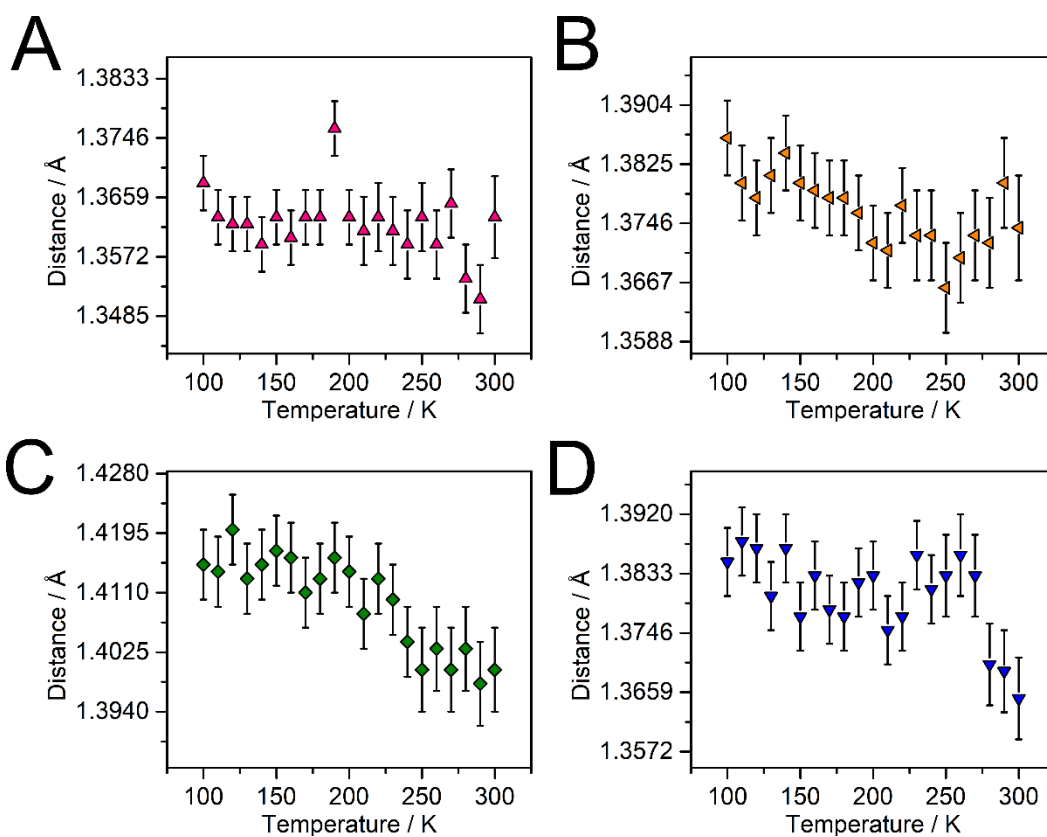 A
1.3833
1.3746
1.3659
1.3572
1.3485
Distance / Å
100 150 200 250 300
Temperature / K
B
1.3904
1.3825
1.3746
1.3667
1.3588
Distance / Å
100 150 200 250 300
Temperature / K
C
1.4280
1.4195
1.4110
1.4025
1.3940
Distance / Å
100 150 200 250 300
Temperature / K
D
1.3920
1.3833
1.3746
1.3659
1.3572
Distance / Å
100 150 200 250 300
Temperature / K